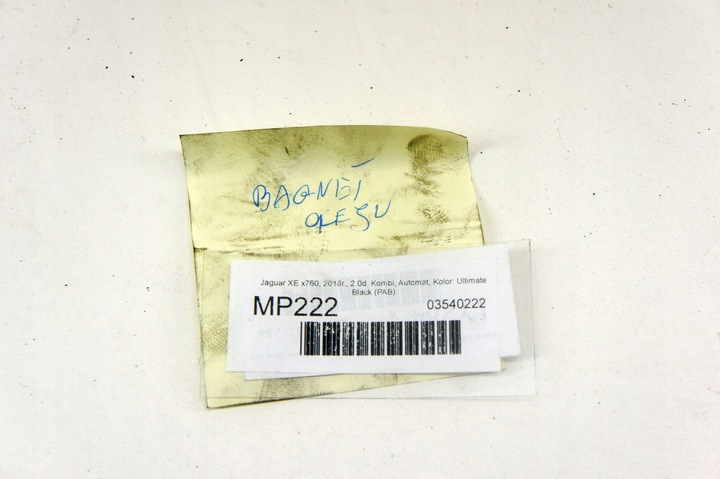 BAGNET
OLEJU
Jaguar XE x760, 2018r., 2.0d. Kombi, Automat, Kolor: Ultimate
Black (PAB)
MP222
03540222